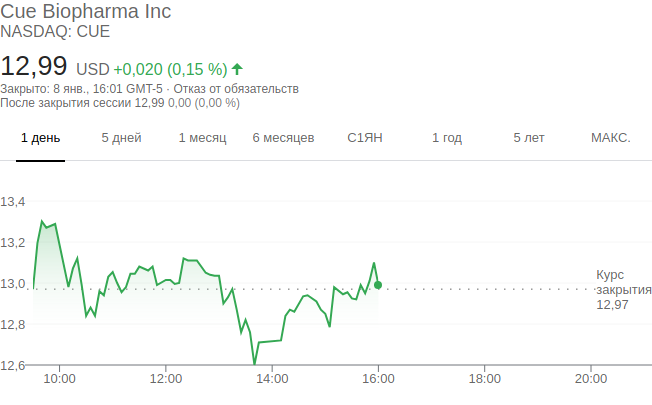 Cue Biopharma Inc
NASDAQ: CUE
12,99 USD +0,020 (0,15 %)
Закрыто: 8 янв., 16:01 GMT-5 · Отказ от обязательств
После закрытия сессии 12,99 0,00 (0,00 %)
1 день 5 дней 1 месяц 6 месяцев С1ЯН 1 год 5 лет МАКС.
13,4
13,2
13,0
12,8
12,6
Курс
закрытия
12,97
10:00 12:00 14:00 16:00 18:00 20:00